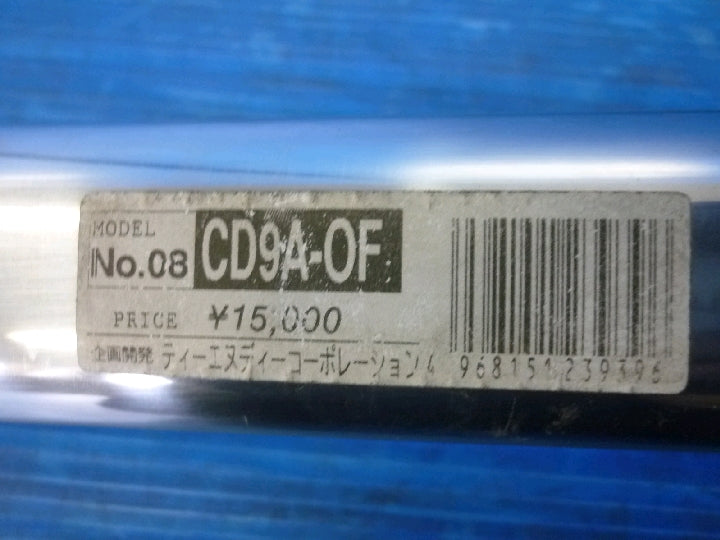 MODEL
No.08 CD9A-OF
PRICE ¥15,000
企画開発 ティーエヌディーコーポレーション
4 968151 239396